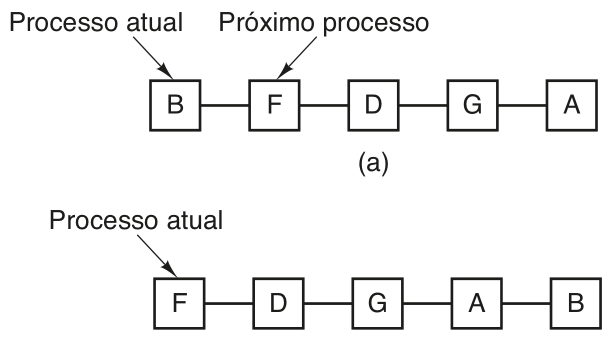 Processo atual Próximo processo
B F D G A
(a)
Processo atual
F D G A B